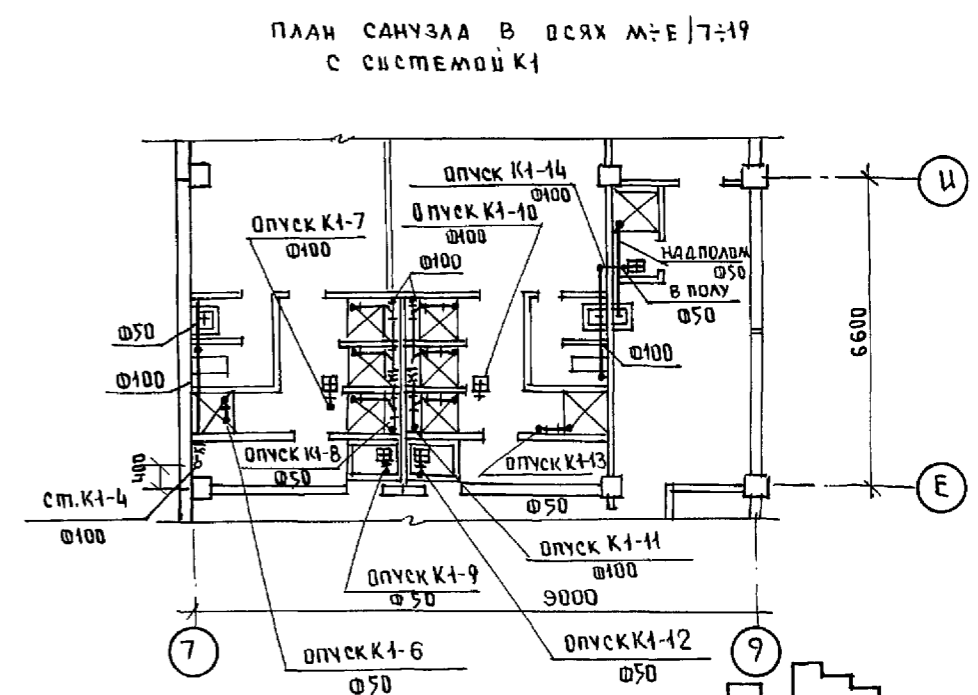 ПЛАН САНУЗЛА В ОСЯХ М÷Е/7÷19
С СИСТЕМОЙ К1
ОПУСК К1-14
Ф100
И
ОПУСК К1-7
Ф100
ОПУСК К1-10
Ф100
Ф100
НАД ПОЛОМ
Ф50
В ПОЛУ
Ф50
Ф50
Ф100
6600
Ф100
К1
К1
ОПУСК К1-8
Ф50
ОПУСК К1-13
Ф50
400
К1
СТ.К1-4
Ф100
Е
ОПУСК К1-11
Ф100
ОПУСК К1-9
Ф50
9000
ОПУСК К1-6
Ф50
ОПУСК К1-12
Ф50
7
9